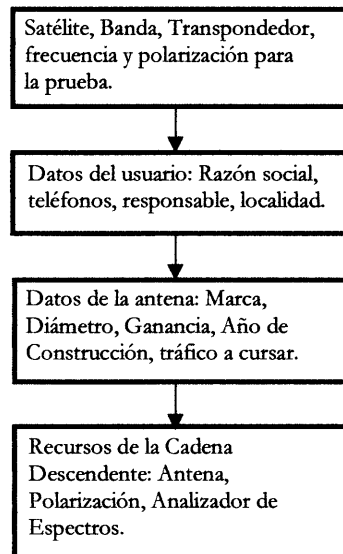 Satélite, Banda, Transpondedor,
frecuencia y polarización para
la prueba.
Datos del usuario: Razón social,
teléfonos, responsable, localidad.
Datos de la antena: Marca,
Diámetro, Ganancia, Año de
Construcción, tráfico a cursar.
Recursos de la Cadena
Descendente: Antena,
Polarización, Analizador de
Espectros.